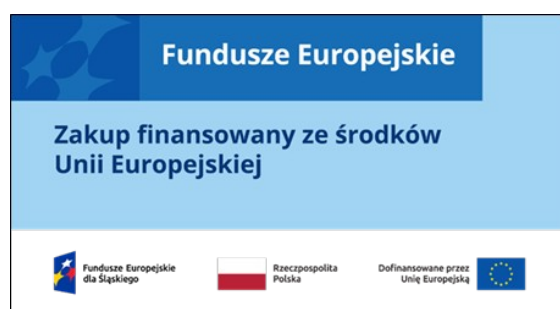 Fundusze Europejskie
Zakup finansowany ze środków
Unii Europejskiej
Fundusze Europejskie
dla Śląskiego
Rzeczpospolita
Polska
Dofinansowane przez
Unię Europejską